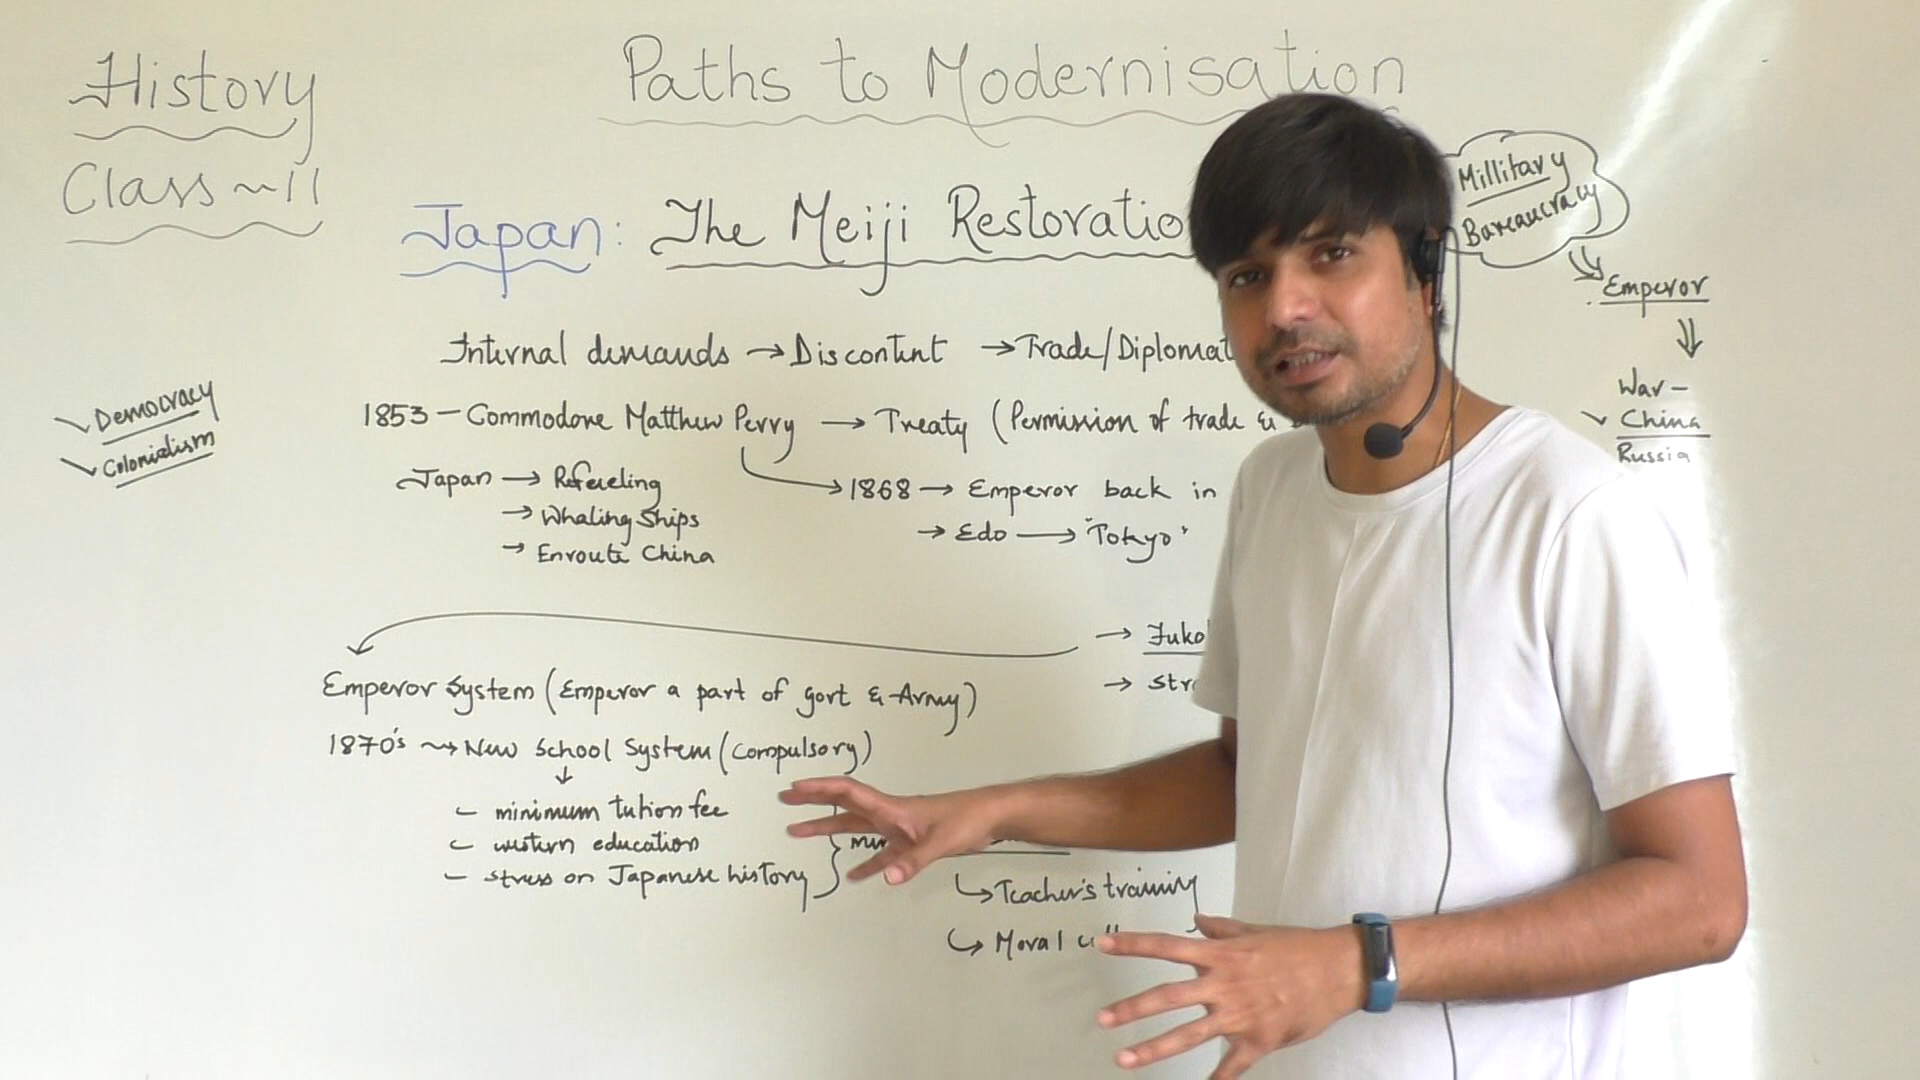 History
Class ~ 11
Paths to Modernisation
Japan: The Meiji Restoratio
Millitary
Bareaucracy
Emperor
War -
China
Russia
Democracy
Colonialism
Internal demands → Discontent → Trade/Diplomat
1853 - Commodore Matthew Perry → Treaty (Permission of trade &
Japan → Refueling
→ Whaling Ships
→ Enroute China
→ 1868 → Emperor back in
→ Edo → "Tokyo"
→ Fuko
→ Str
Emperor System (Emperor a part of govt & Army)
1870's → New School System (compulsory)
minimum tution fee
western education
stress on Japanese history
Teacher's training
Moral